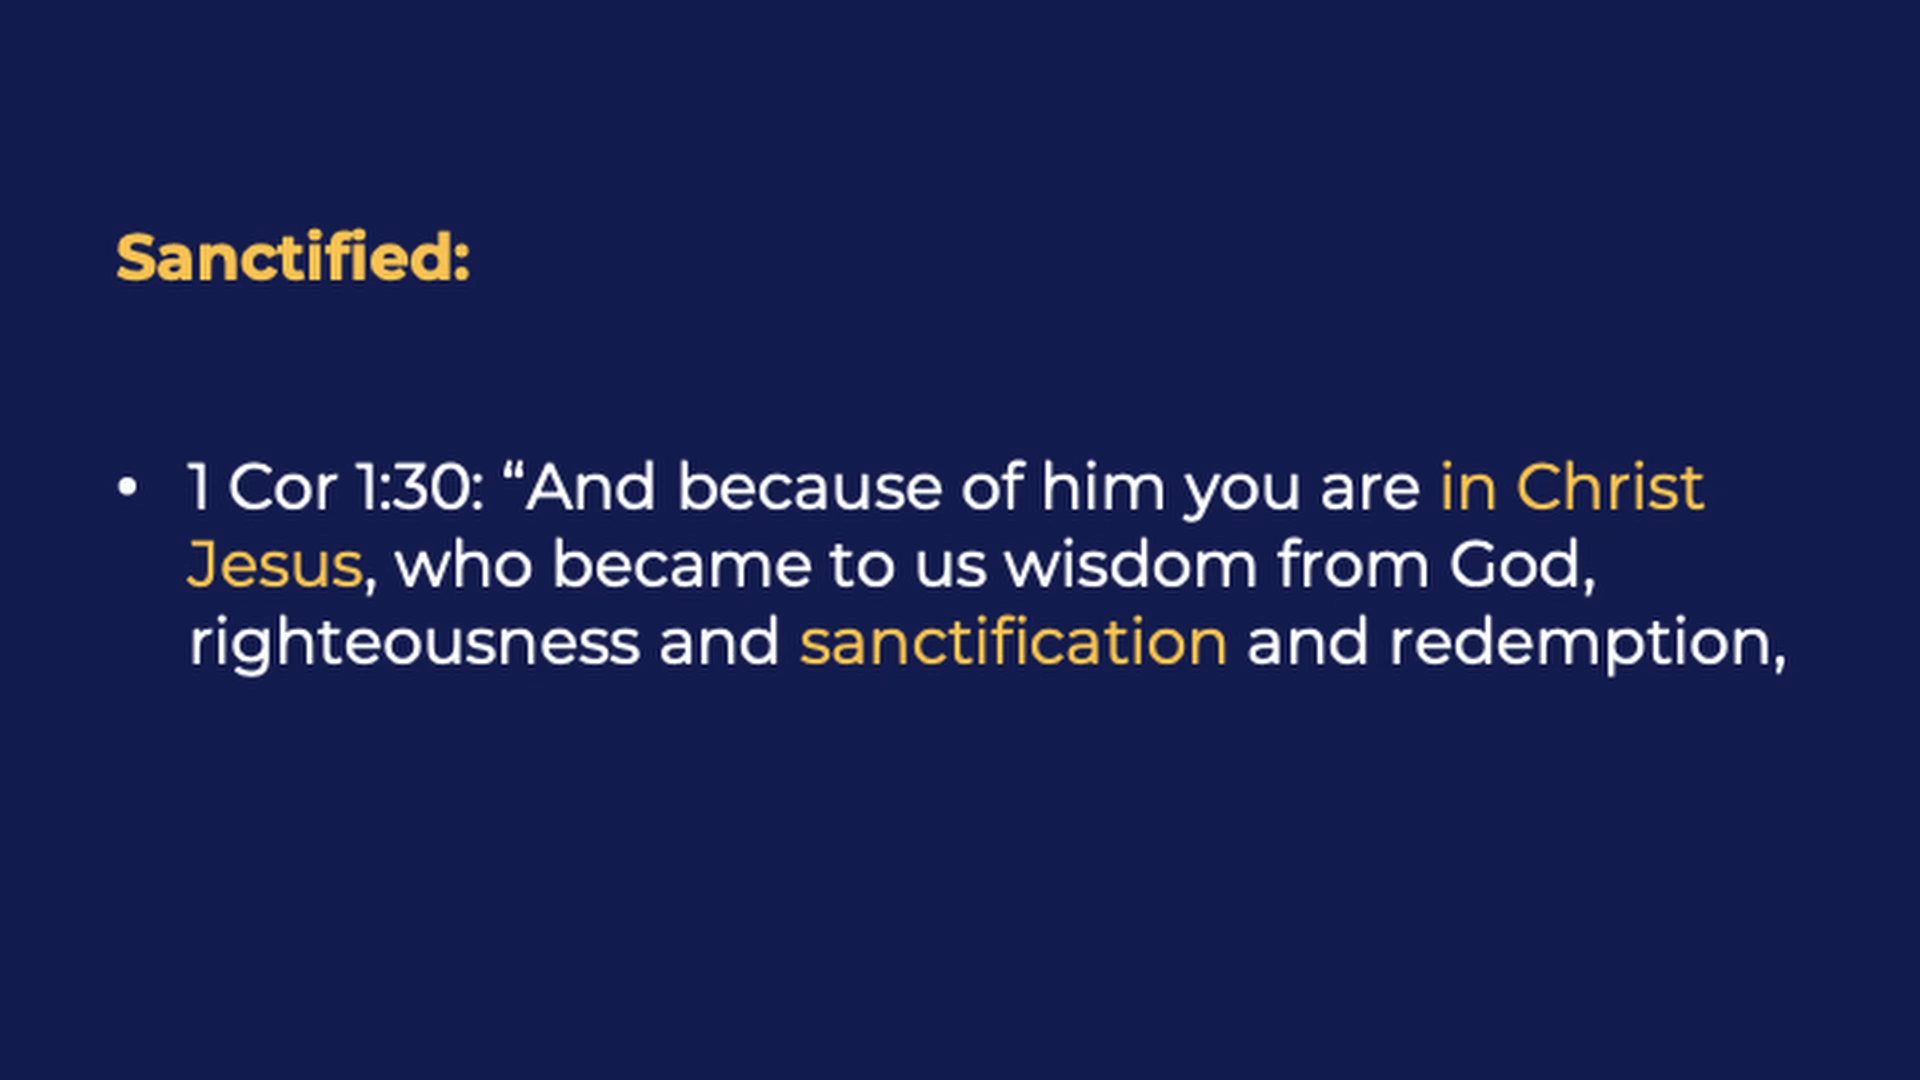 Sanctified:
• 1 Cor 1:30: “And because of him you are in Christ
Jesus, who became to us wisdom from God,
righteousness and sanctification and redemption,